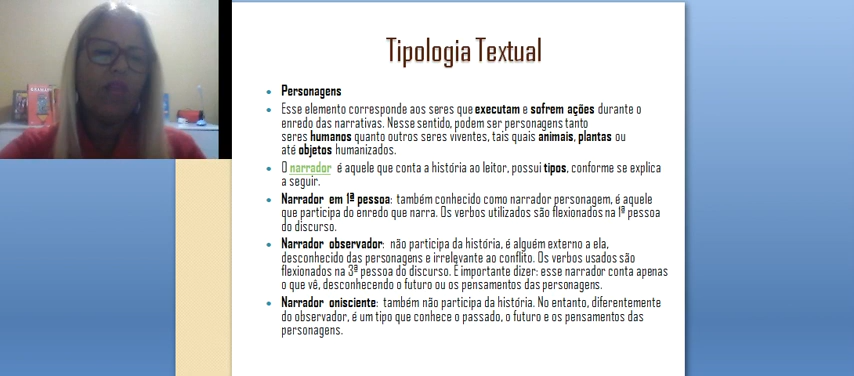 Tipologia Textual
Personagens
Esse elemento corresponde aos seres que executam e sofrem ações durante o
enredo das narrativas. Nesse sentido, podem ser personagens tanto
seres humanos quanto outros seres viventes, tais quais animais, plantas ou
até objetos humanizados.
O narrador é aquele que conta a história ao leitor, possui tipos, conforme se explica
a seguir.
Narrador em 1ª pessoa: também conhecido como narrador personagem, é aquele
que participa do enredo que narra. Os verbos utilizados são flexionados na 1ª pessoa
do discurso.
Narrador observador: não participa da história, é alguém externo a ela,
desconhecido das personagens e irrelevante ao conflito. Os verbos usados são
flexionados na 3ª pessoa do discurso. É importante dizer: esse narrador conta apenas
o que vê, desconhecendo o futuro ou os pensamentos das personagens.
Narrador onisciente: também não participa da história. No entanto, diferentemente
do observador, é um tipo que conhece o passado, o futuro e os pensamentos das
personagens.